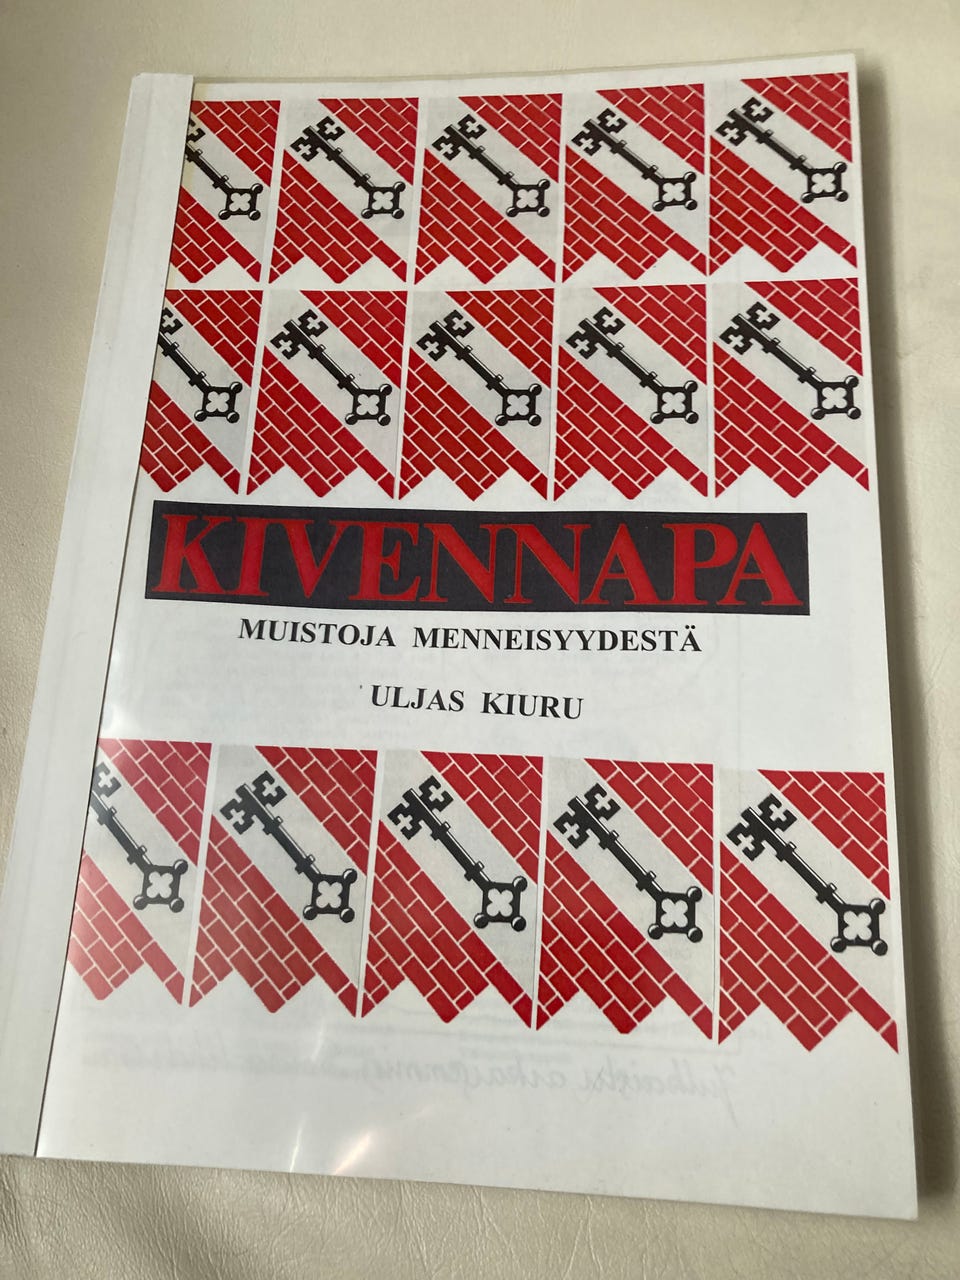 KIVENNAPA
MUISTOJA MENNEISYYDESTÄ
ULJAS KIURU